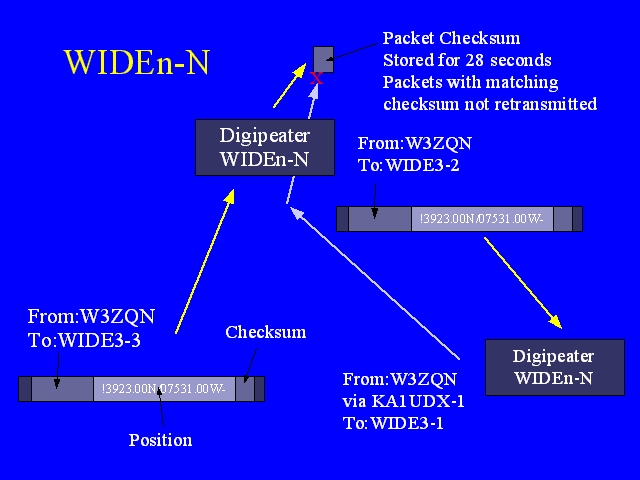 WIDEn-N
Packet Checksum
Stored for 28 seconds
Packets with matching
checksum not retransmitted
X
Digipeater
WIDEn-N
From:W3ZQN
To:WIDE3-2
!3923.00N/07531.00W-
From:W3ZQN
To:WIDE3-3
Checksum
!3923.00N/07531.00W-
Position
Digipeater
WIDEn-N
From:W3ZQN
via KA1UDX-1
To:WIDE3-1